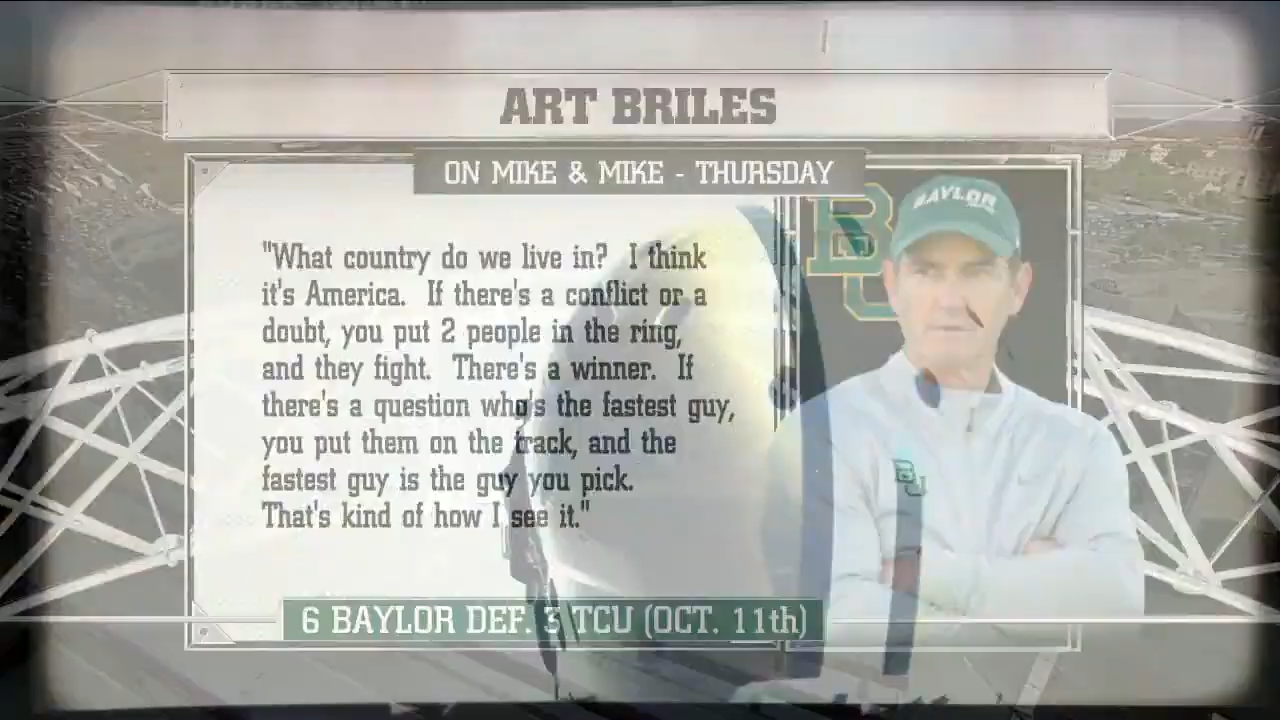 ART BRILES
ON MIKE & MIKE - THURSDAY
"What country do we live in? I think
it's America. If there's a conflict or a
doubt, you put 2 people in the ring,
and they fight. There's a winner. If
there's a question who's the fastest guy,
you put them on the track, and the
fastest guy is the guy you pick.
That's kind of how I see it."
6 BAYLOR DEF. 3 TCU (OCT. 11th)
BAYLOR
BU
BU